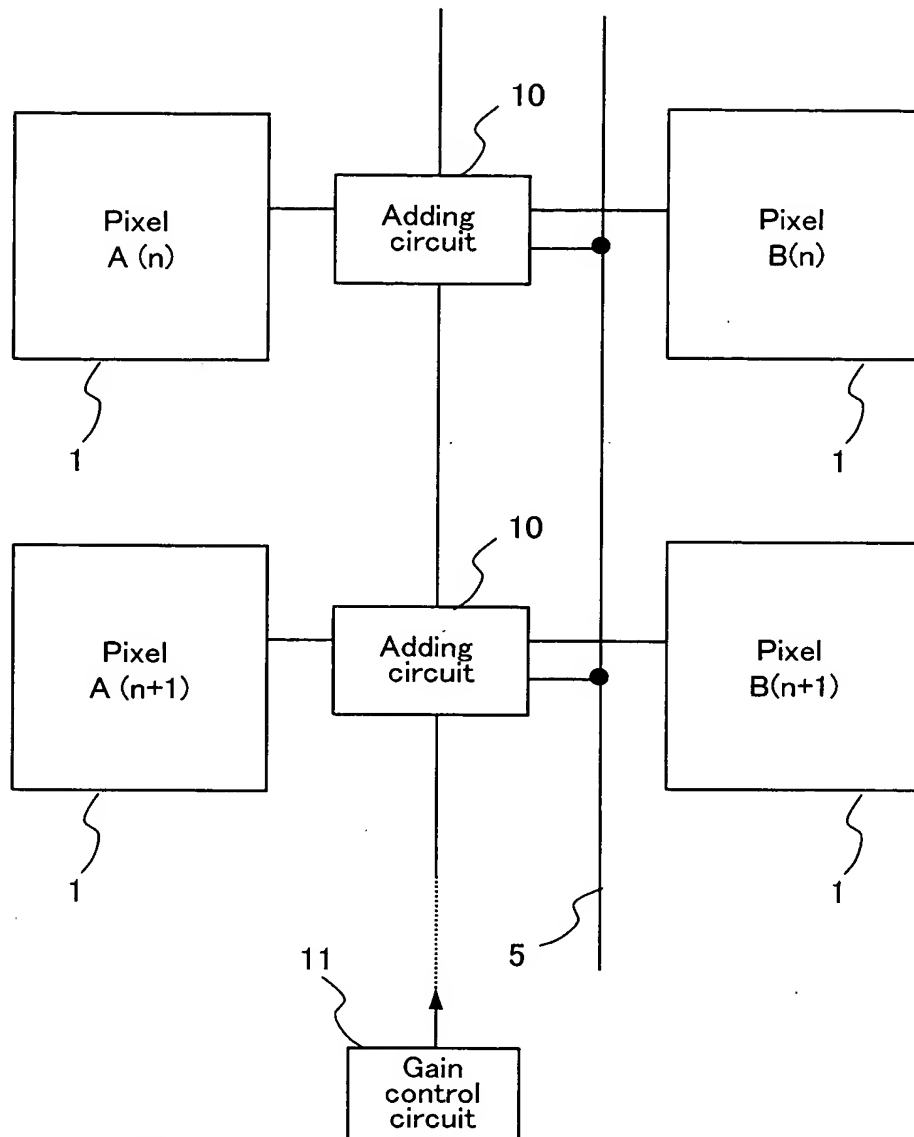 10
Pixel
A (n)
Adding
circuit
Pixel
B(n)
1
1
10
Pixel
A (n+1)
Adding
circuit
Pixel
B(n+1)
1
1
5
11
Gain
control
circuit